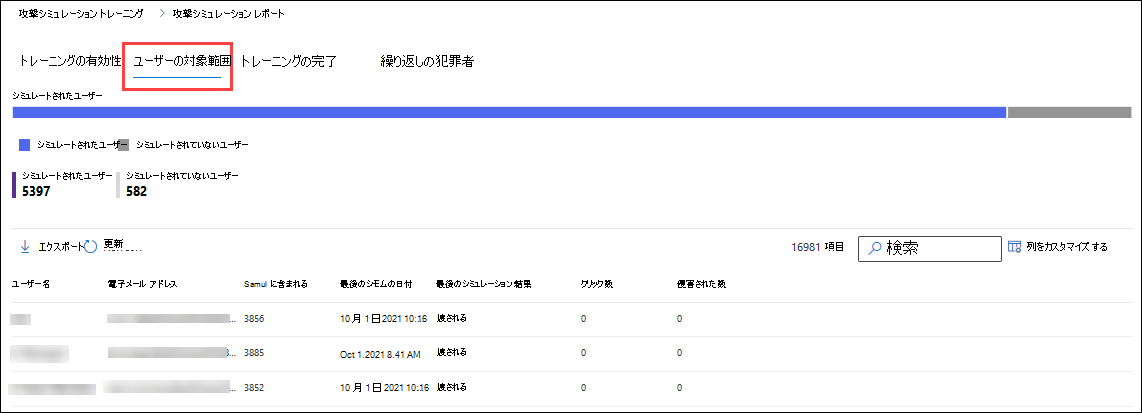 攻撃シミュレーション トレーニング > 攻撃シミュレーション レポート
トレーニングの有効性 ユーザーの対象範囲 トレーニングの完了 繰り返しの犯罪者
シミュレートされたユーザー
シミュレートされたユーザー シミュレートされていないユーザー
シミュレートされたユーザー シミュレートされていないユーザー
5397 582
エクスポート 更新 16981 項目 検索 列をカスタマイズする
ユーザー名 電子メール アドレス Samul に含まれる 最後のシモムの日付 最後のシミュレーション結果 クリック数 侵害された数
... 3856 10 月 1 日 2021 10:16 渡される 0 0
... 3885 Oct 1.2021 8.41 AM 渡される 0 0
... 3852 10 月 1 日 2021 10:16 渡される 0 0